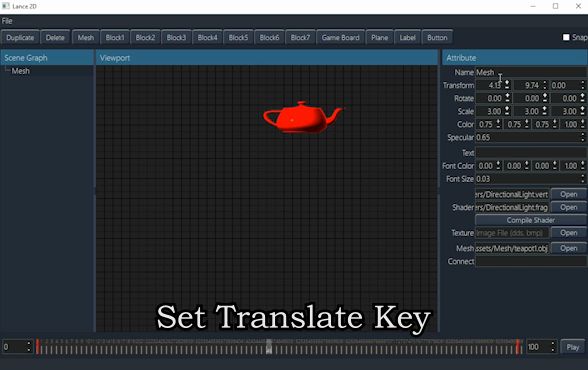 Lance 2D
File
Duplicate Delete Mesh Block1 Block2 Block3 Block4 Block5 Block6 Block7 Game Board Plane Label Button Snap
Scene Graph Viewport Attribute
Mesh
Name Mesh
Transform 4.13 9.74 0.00
Rotate 0.00 0.00 0.00
Scale 3.00 3.00 3.00
Color 0.75 0.75 0.75 1.00
Specular 0.65
Text
Font Color 0.00 0.00 0.00 1.00
Font Size 0.03
ers/DirectionalLight.vert Open
Shader ers/DirectionalLight.frag Open
Compile Shader
Texture Image File (dds, bmp) Open
Mesh ssets/Mesh/teapot1.obj Open
Connect
Set Translate Key
0 100 Play